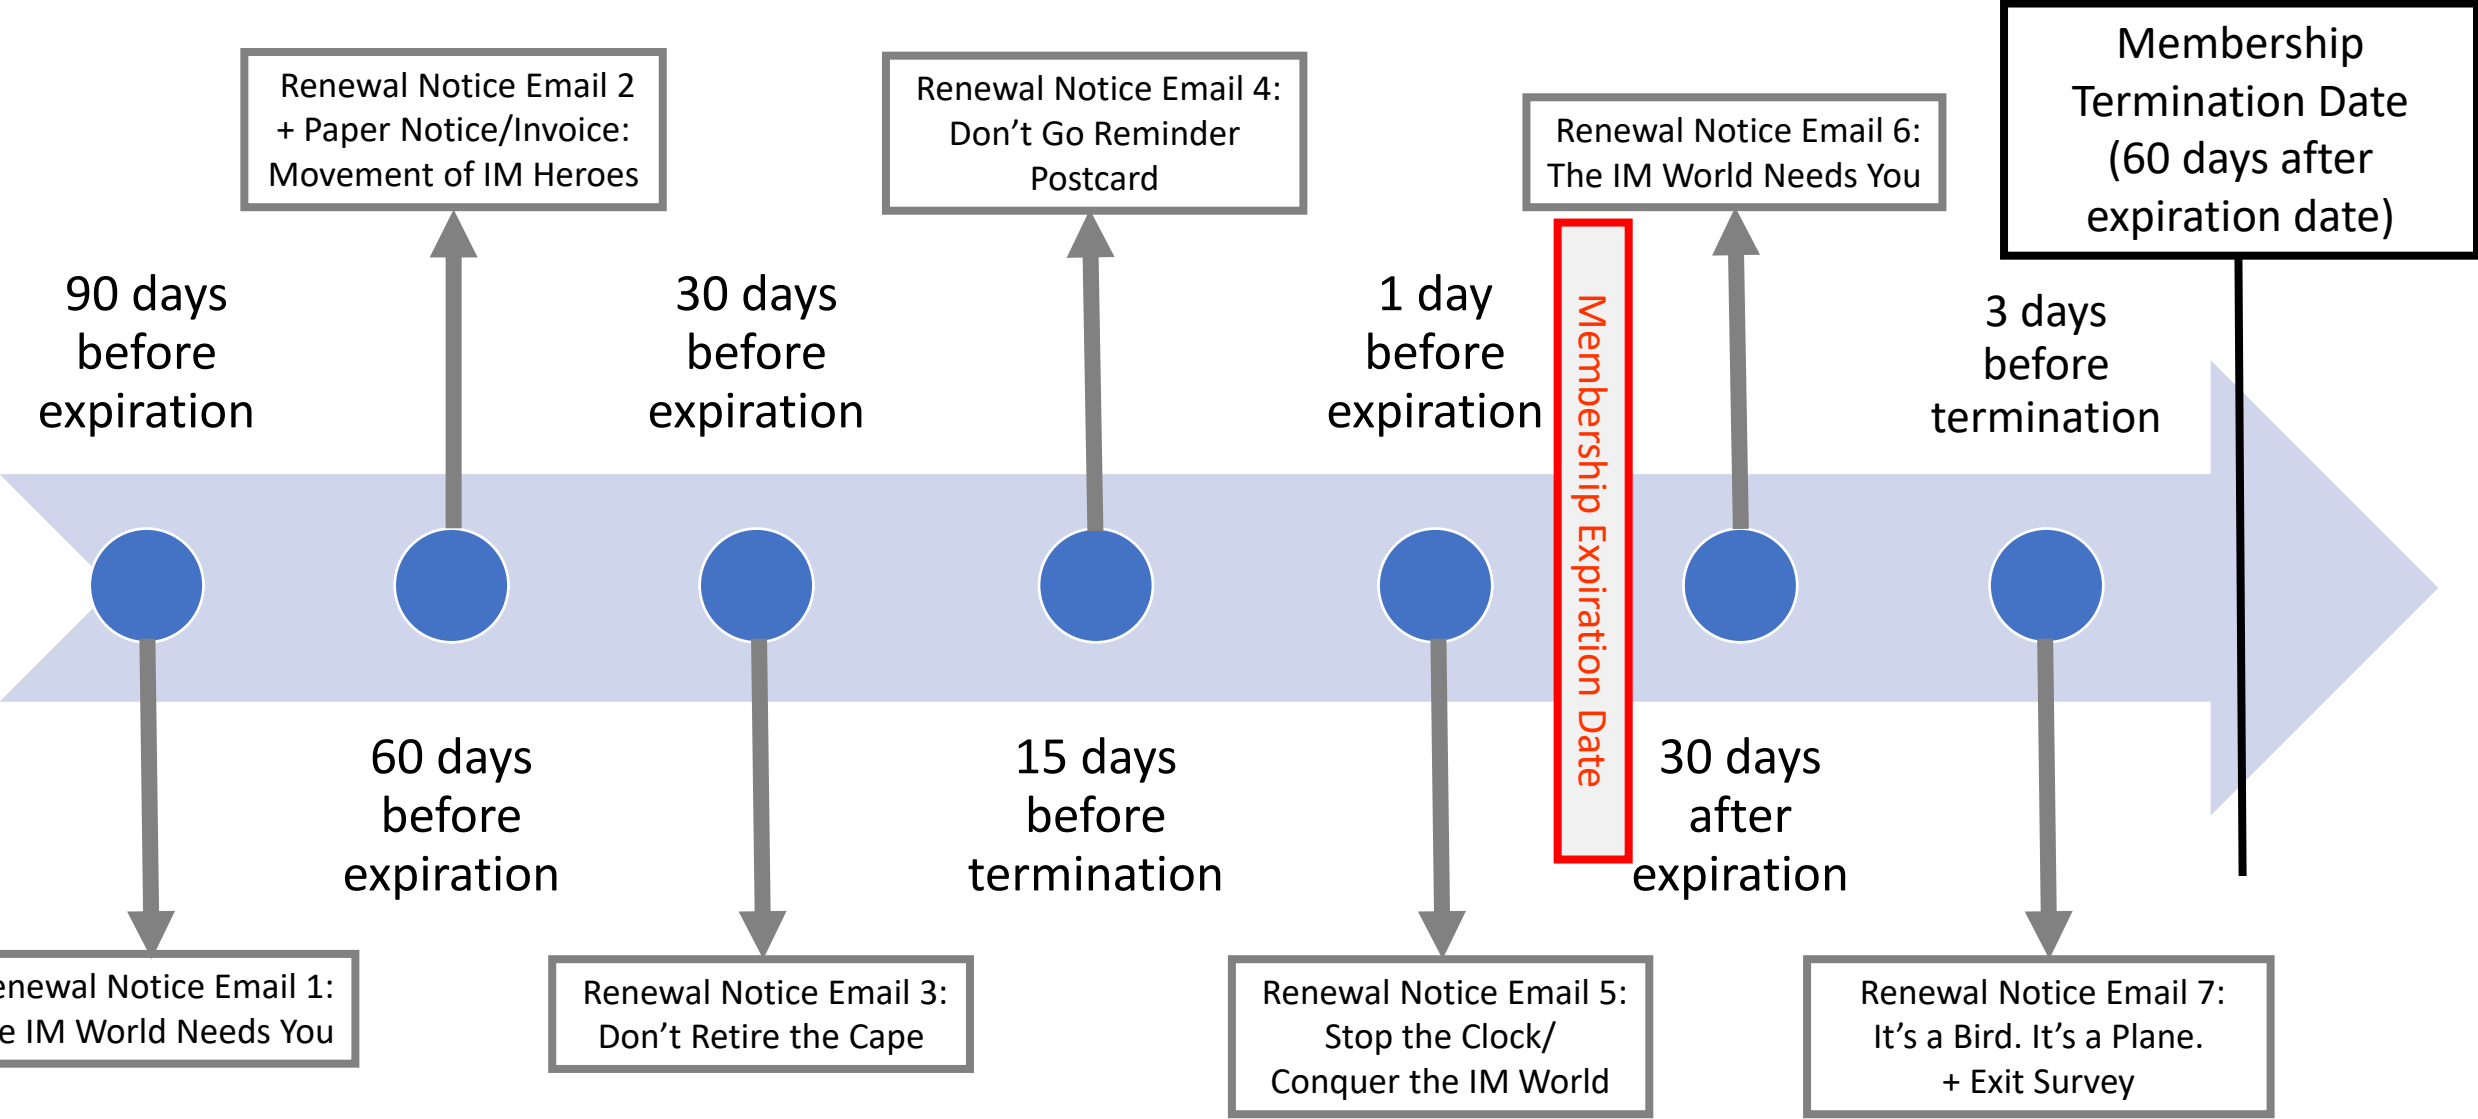 Renewal Notice Email 2
+ Paper Notice/Invoice:
Movement of IM Heroes
Renewal Notice Email 4:
Don’t Go Reminder
Postcard
Renewal Notice Email 6:
The IM World Needs You
Membership
Termination Date
(60 days after
expiration date)
90 days
before
expiration
30 days
before
expiration
1 day
before
expiration
Membership Expiration Date
3 days
before
termination
60 days
before
expiration
15 days
before
termination
30 days
after
expiration
enewal Notice Email 1:
e IM World Needs You
Renewal Notice Email 3:
Don’t Retire the Cape
Renewal Notice Email 5:
Stop the Clock/
Conquer the IM World
Renewal Notice Email 7:
It’s a Bird. It’s a Plane.
+ Exit Survey